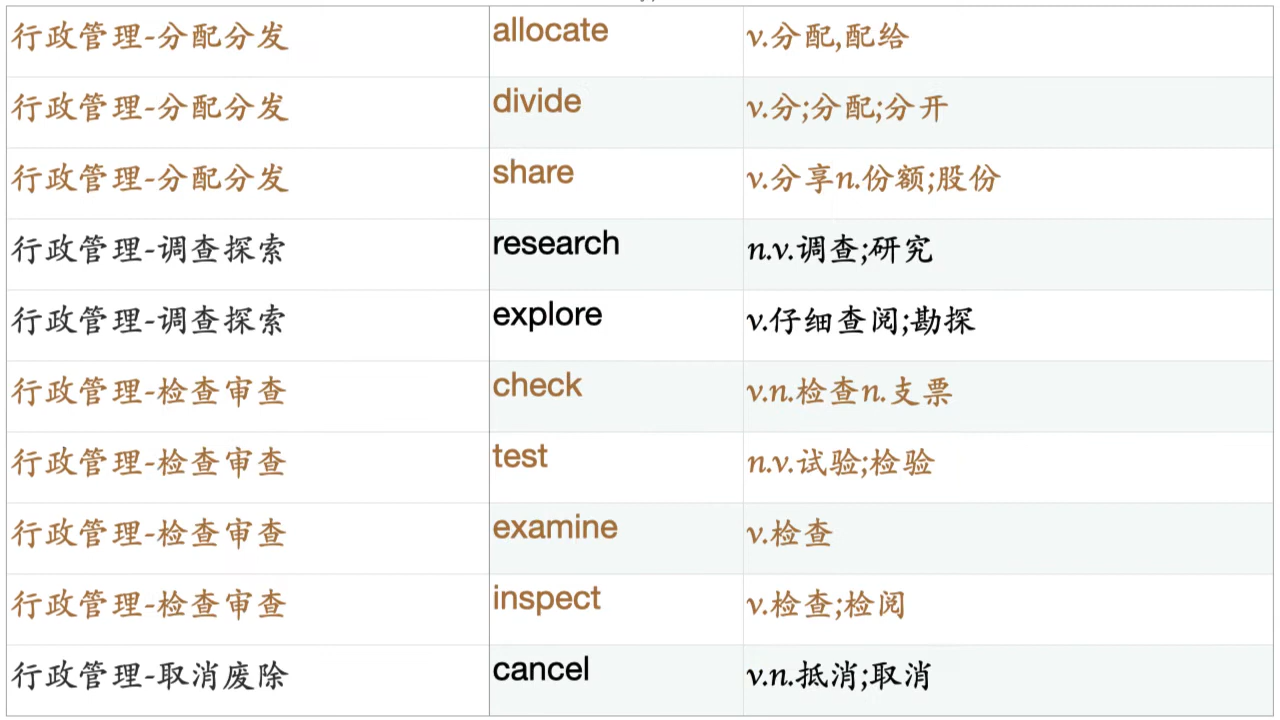 行政管理-分配分发 allocate v.分配,配给
行政管理-分配分发 divide v.分;分配;分开
行政管理-分配分发 share v.分享n.份额;股份
行政管理-调查探索 research n.v.调查;研究
行政管理-调查探索 explore v.仔细查阅;勘探
行政管理-检查审查 check v.n.检查n.支票
行政管理-检查审查 test n.v.试验;检验
行政管理-检查审查 examine v.检查
行政管理-检查审查 inspect v.检查;检阅
行政管理-取消废除 cancel v.n.抵消;取消